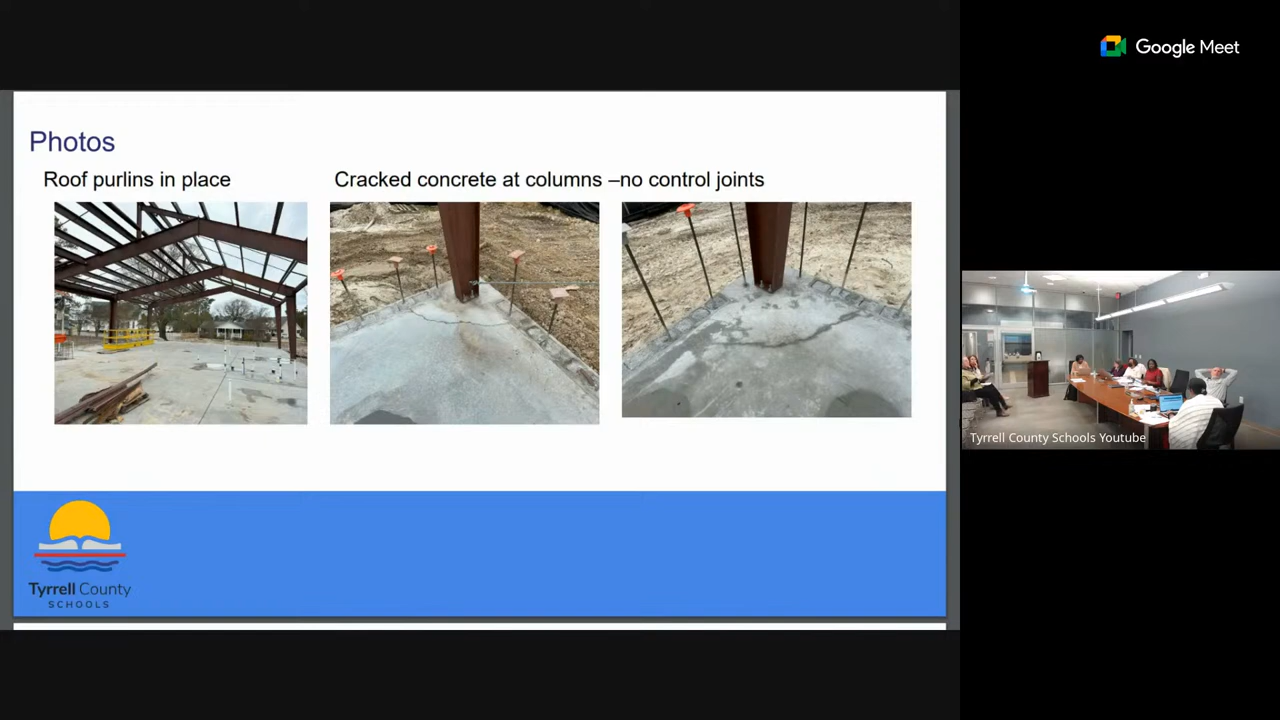 Google Meet
Photos
Roof purlins in place
Cracked concrete at columns –no control joints
Tyrrell County Schools Youtube
Tyrrell County
SCHOOLS